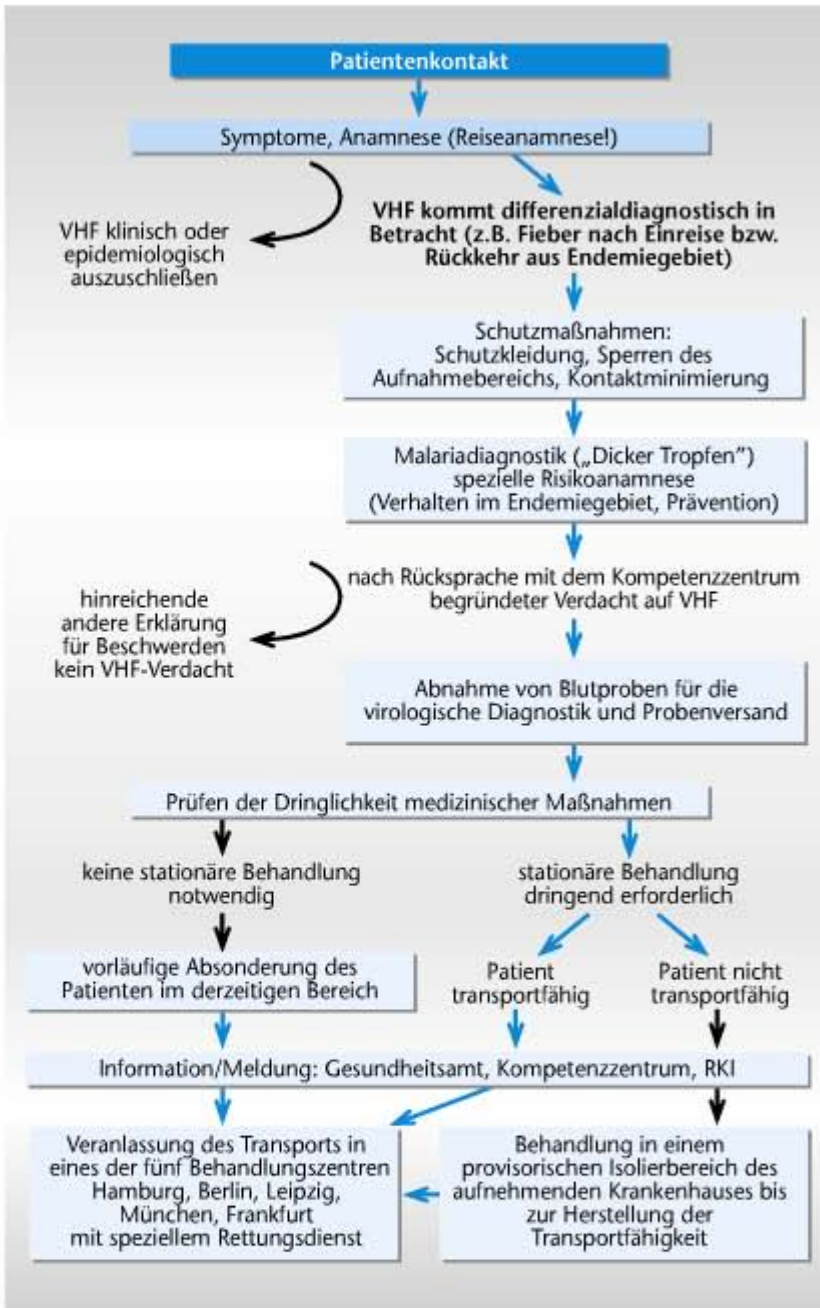 Patientenkontakt
Symptome, Anamnese (Reiseanamnese!)
VHF klinisch oder
epidemiologisch
auszuschließen
VHF kommt differenzialdiagnostisch in
Betracht (z.B. Fieber nach Einreise bzw.
Rückkehr aus Endemiegebiet)
Schutzmaßnahmen:
Schutzkleidung, Sperren des
Aufnahmebereichs, Kontaktminimierung
Malariadiagnostik („Dicker Tropfen”)
spezielle Risikoanamnese
(Verhalten im Endemiegebiet, Prävention)
hinreichende
andere Erklärung
für Beschwerden
kein VHF-Verdacht
nach Rücksprache mit dem Kompetenzzentrum
begründeter Verdacht auf VHF
Abnahme von Blutproben für die
virologische Diagnostik und Probenversand
Prüfen der Dringlichkeit medizinischer Maßnahmen
keine stationäre Behandlung
notwendig
stationäre Behandlung
dringend erforderlich
vorläufige Absonderung des
Patienten im derzeitigen Bereich
Patient
transportfähig
Patient nicht
transportfähig
Information/Meldung: Gesundheitsamt, Kompetenzzentrum, RKI
Veranlassung des Transports in
eines der fünf Behandlungszentren
Hamburg, Berlin, Leipzig,
München, Frankfurt
mit speziellem Rettungsdienst
Behandlung in einem
provisorischen Isolierbereich des
aufnehmenden Krankenhauses bis
zur Herstellung der
Transportfähigkeit